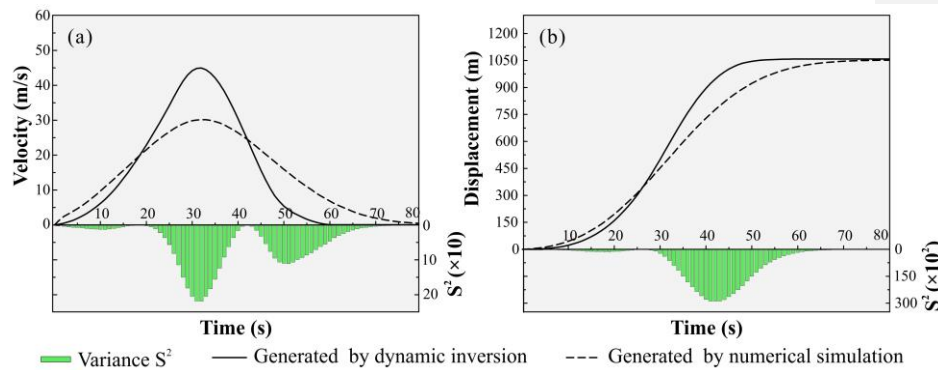 (a)
60
50
40
30
20
10
0
Velocity (m/s)
10 20 30 40 50 60 70 80
0
10
20
S² (×10)
Time (s)
(b)
1200
1050
900
750
600
450
300
150
0
Displacement (m)
10 20 30 40 50 60 70 80
0
150
300
S² (×10²)
Time (s)
Variance S² Generated by dynamic inversion Generated by numerical simulation